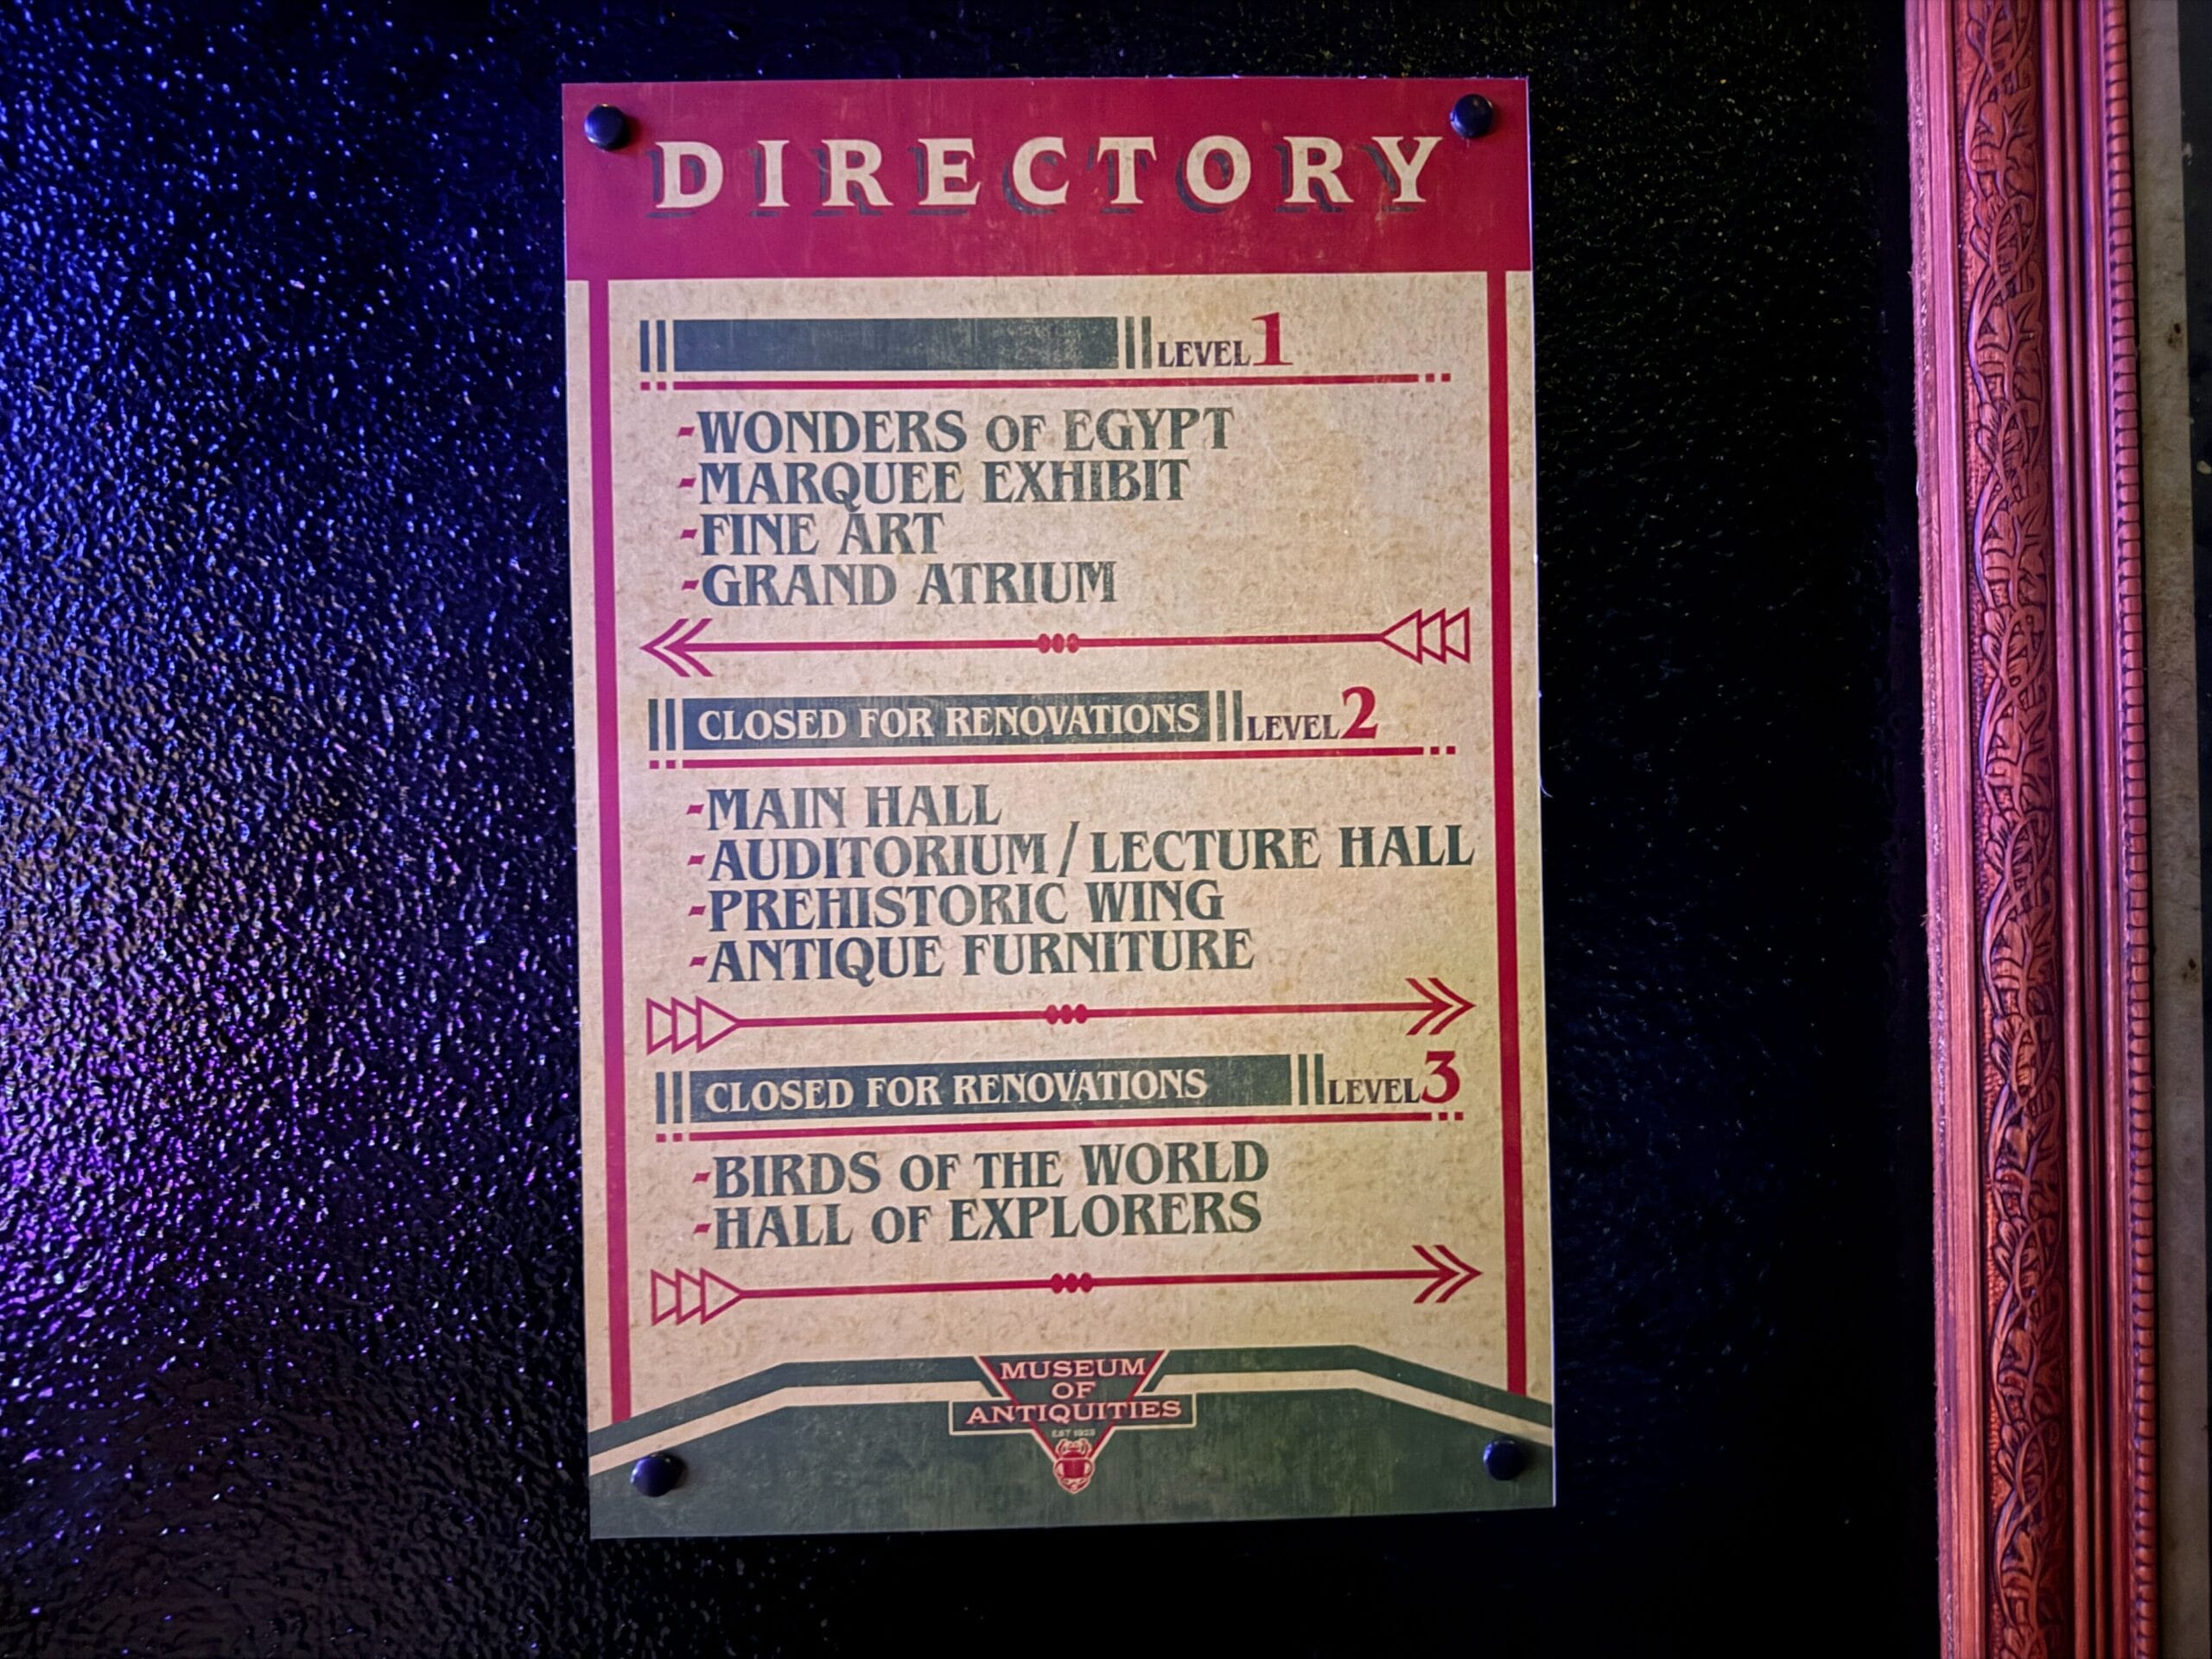 DIRECTORY
LEVEL 1
-WONDERS OF EGYPT
-MARQUEE EXHIBIT
-FINE ART
-GRAND ATRIUM
CLOSED FOR RENOVATIONS LEVEL 2
-MAIN HALL
-AUDITORIUM / LECTURE HALL
-PREHISTORIC WING
-ANTIQUE FURNITURE
CLOSED FOR RENOVATIONS LEVEL 3
-BIRDS OF THE WORLD
-HALL OF EXPLORERS
MUSEUM
OF
ANTIQUITIES
EST